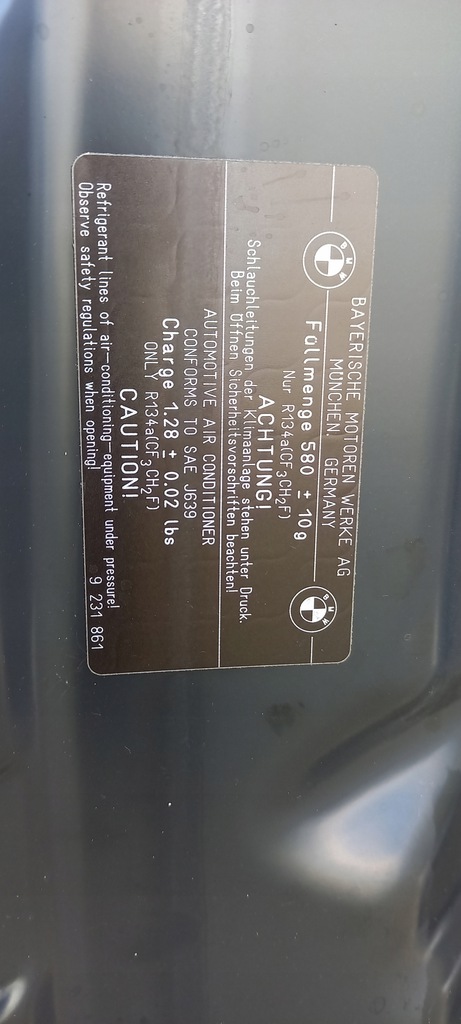 BAYERISCHE MOTOREN WERKE AG
MÜNCHEN GERMANY
BMW
BMW
Füllmenge 580 ± 10g
Nur R134a(CF3CH2F)
ACHTUNG!
Schlauchleitungen der Klimaanlage stehen unter Druck.
Beim Öffnen Sicherheitsvorschriften beachten!
AUTOMOTIVE AIR CONDITIONER
CONFORMS TO SAE J639
Charge 1.28 ± 0.02 lbs
ONLY R134a(CF3CH2F)
CAUTION!
Refrigerant lines of air-conditioning-equipment under pressure!
Observe safety regulations when opening!
9 231 861